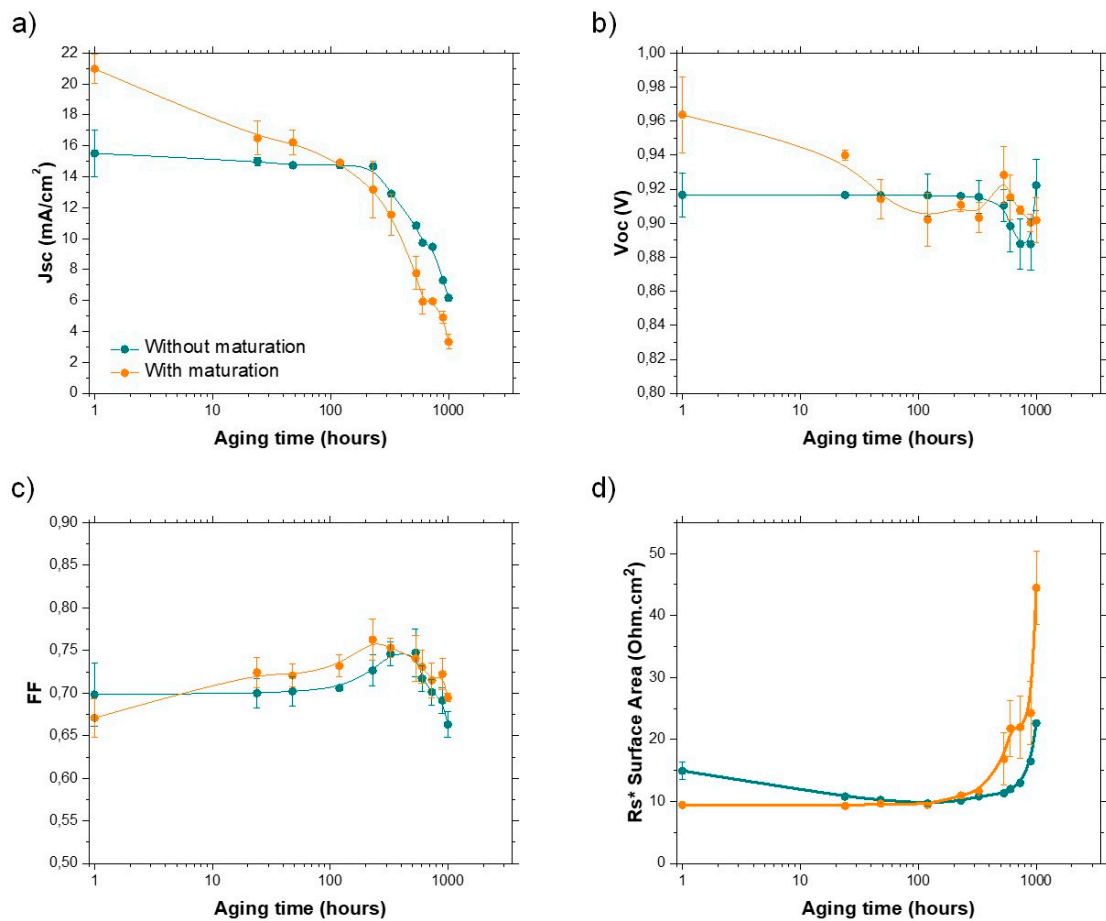 a)
22
20
18
16
14
12
10
8
6
4
2
0
Jsc (mA/cm²)
Without maturation
With maturation
1 10 100 1000
Aging time (hours)
b)
1,00
0,98
0,96
0,94
0,92
0,90
0,88
0,86
0,84
0,82
0,80
Voc (V)
1 10 100 1000
Aging time (hours)
c)
0,90
0,85
0,80
0,75
0,70
0,65
0,60
0,55
0,50
FF
1 10 100 1000
Aging time (hours)
d)
50
40
30
20
10
0
Rs* Surface Area (Ohm.cm²)
1 10 100 1000
Aging time (hours)